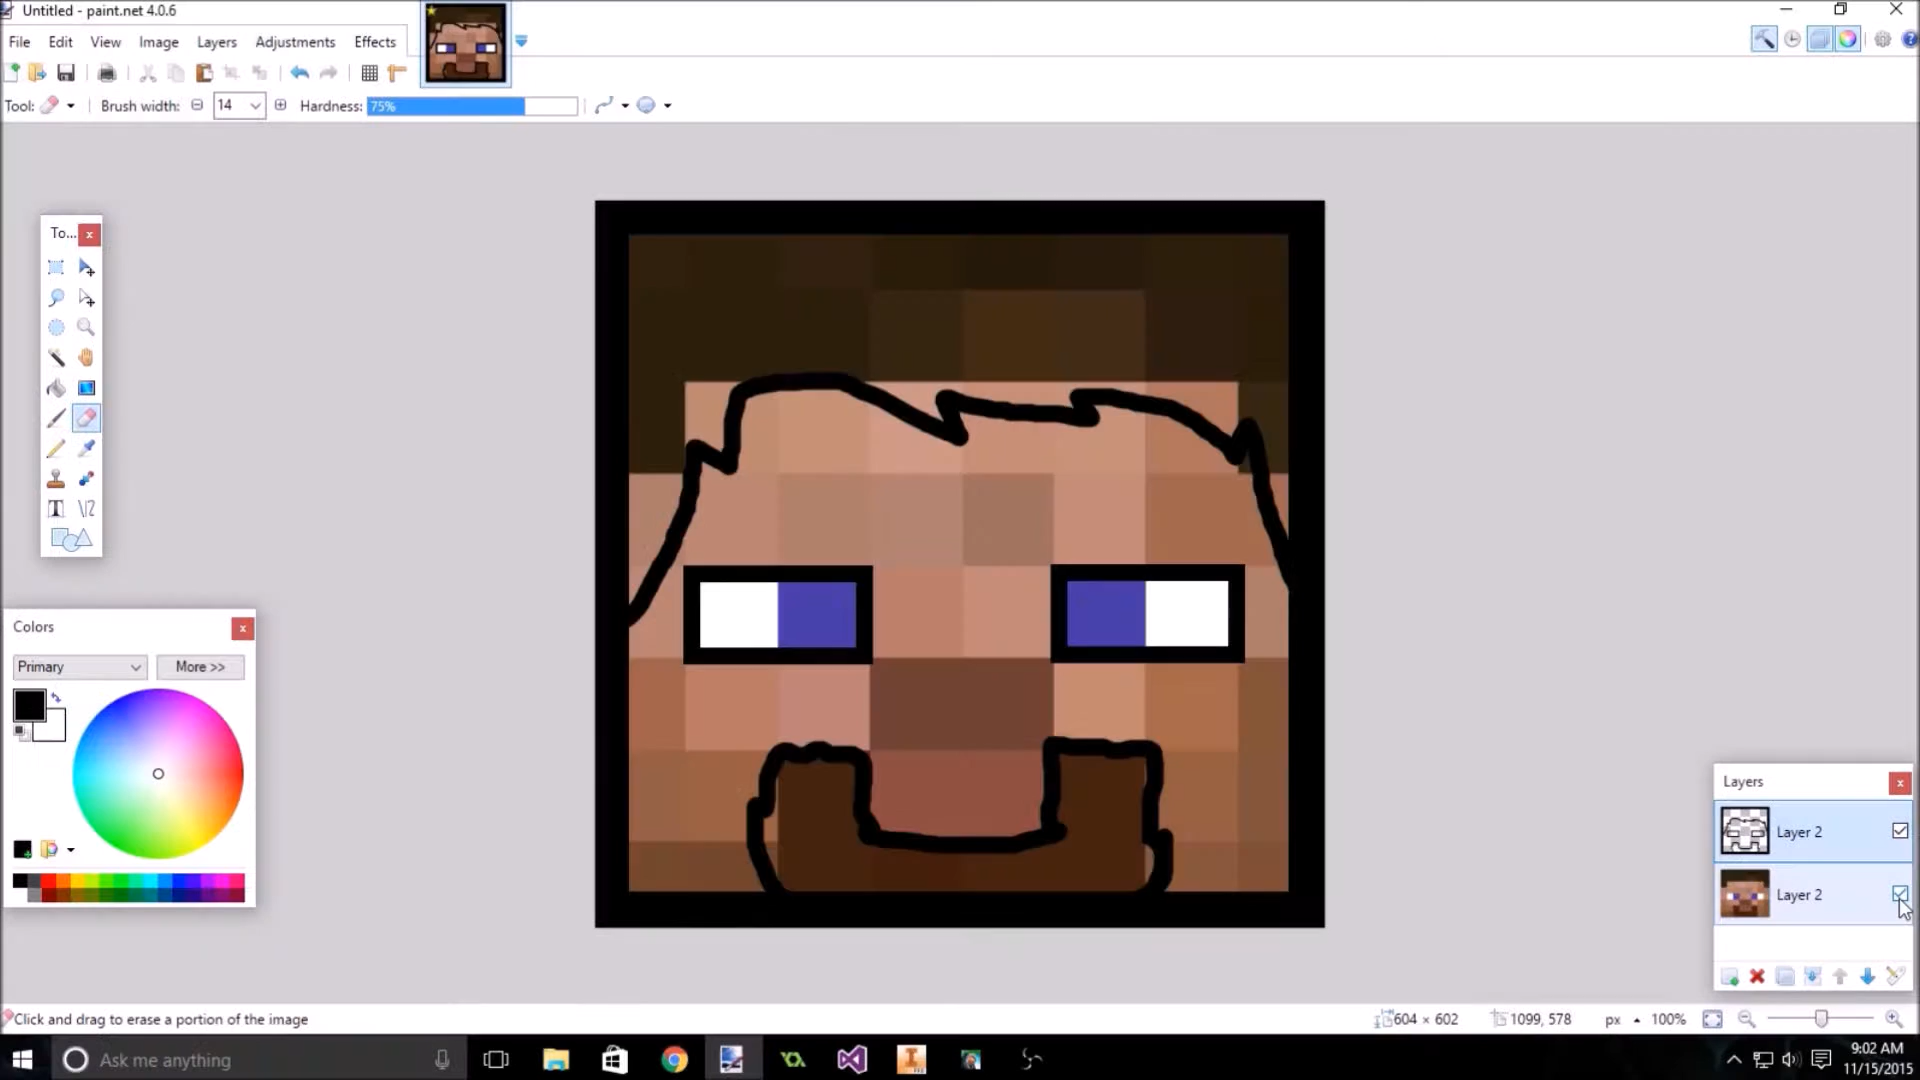 Untitled - paint.net 4.0.6
File Edit View Image Layers Adjustments Effects
Tool: Brush width: 14 Hardness: 75%
To...
Colors
Primary More >>
Layers
Layer 2
Layer 2
Click and drag to erase a portion of the image 604 × 602 1099, 578 px 100%
Ask me anything 9:02 AM
11/15/2015